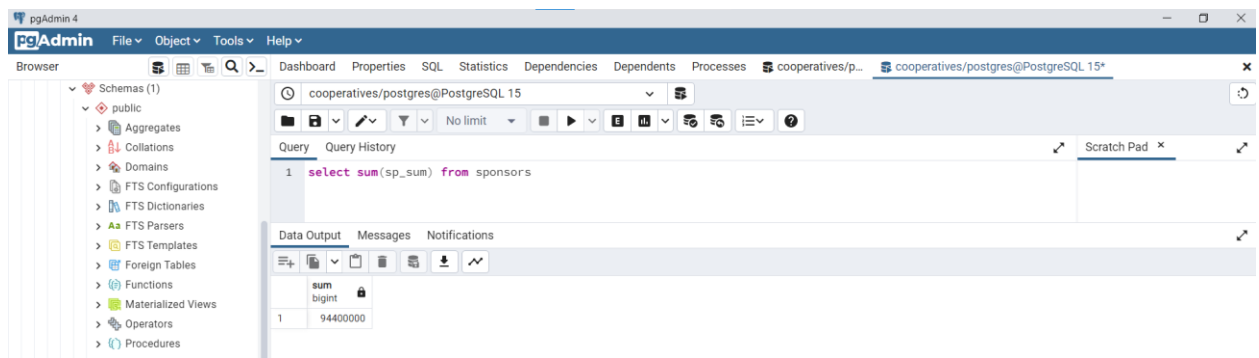 pgAdmin 4
pgAdmin File Object Tools Help
Browser
Dashboard Properties SQL Statistics Dependencies Dependents Processes cooperatives/p... cooperatives/postgres@PostgreSQL 15*
Schemas (1)
public
Aggregates
Collations
Domains
FTS Configurations
FTS Dictionaries
FTS Parsers
FTS Templates
Foreign Tables
Functions
Materialized Views
Operators
Procedures
cooperatives/postgres@PostgreSQL 15
No limit
Query Query History
Scratch Pad
1 select sum(sp_sum) from sponsors
Data Output Messages Notifications
sum
bigint
1 94400000